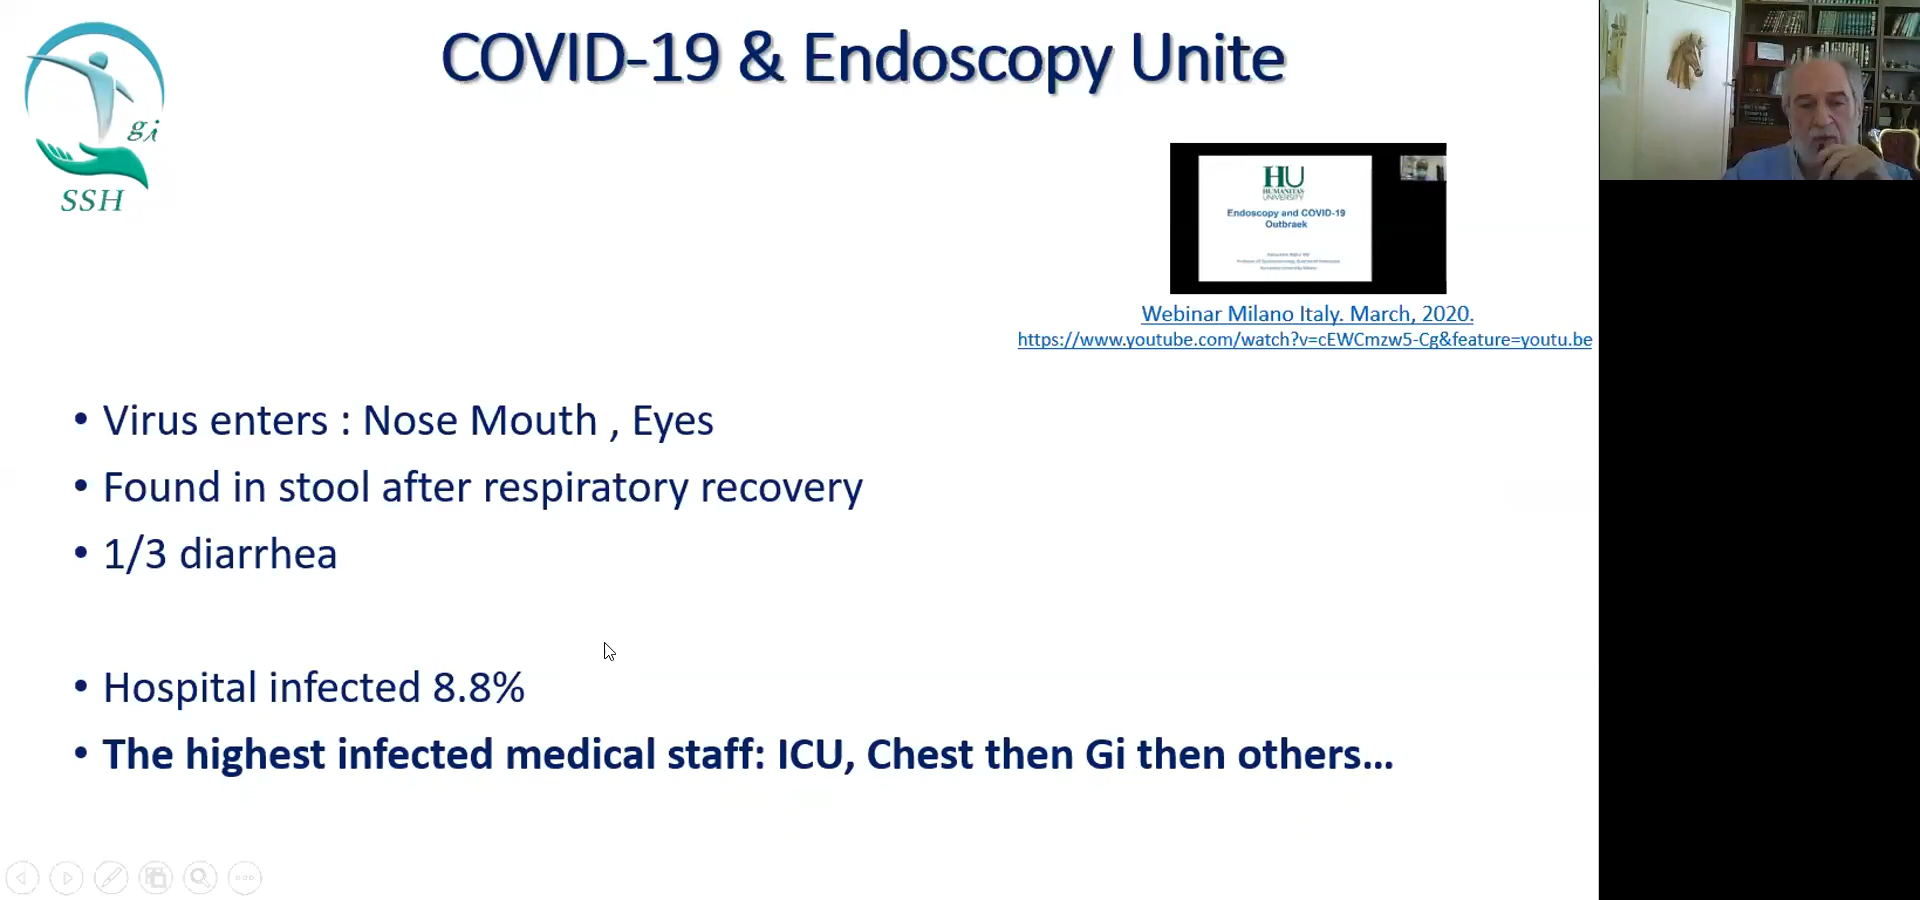 COVID-19 & Endoscopy Unite
gi
SSH
HU
HUMANITAS
UNIVERSITY
Endoscopy and COVID-19
Outbraek
Webinar Milano Italy. March, 2020.
https://www.youtube.com/watch?v=cEWCmzw5-Cg&feature=youtu.be
• Virus enters : Nose Mouth , Eyes
• Found in stool after respiratory recovery
• 1/3 diarrhea
• Hospital infected 8.8%
• The highest infected medical staff: ICU, Chest then Gi then others...